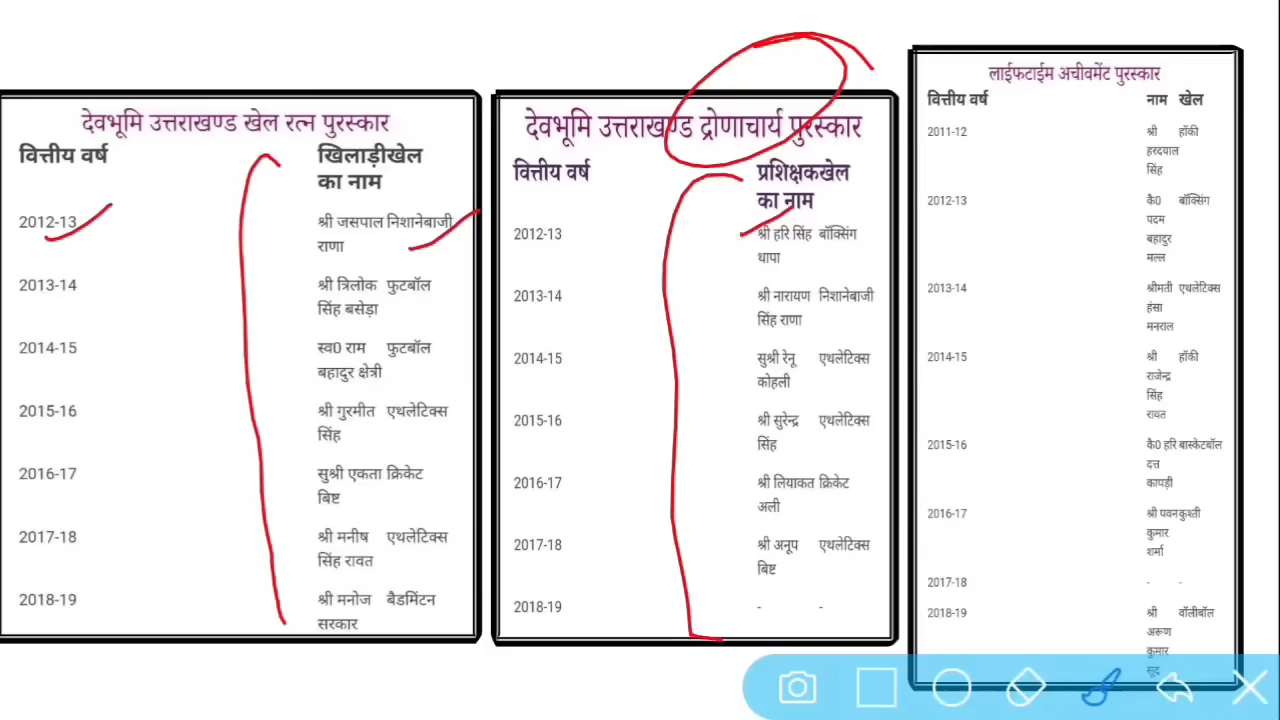 देवभूमि उत्तराखण्ड खेल रत्न पुरस्कार
वित्तीय वर्ष खिलाड़ीखेल
का नाम
2012-13 श्री जसपाल निशानेबाजी
राणा
2013-14 श्री त्रिलोक फुटबॉल
सिंह बसेड़ा
2014-15 स्व0 राम फुटबॉल
बहादुर क्षेत्री
2015-16 श्री गुरमीत एथलेटिक्स
सिंह
2016-17 सुश्री एकता क्रिकेट
बिष्ट
2017-18 श्री मनीष एथलेटिक्स
सिंह रावत
2018-19 श्री मनोज बैडमिंटन
सरकार
देवभूमि उत्तराखण्ड द्रोणाचार्य पुरस्कार
वित्तीय वर्ष प्रशिक्षकखेल
का नाम
2012-13 श्री हरि सिंह बॉक्सिंग
थापा
2013-14 श्री नारायण निशानेबाजी
सिंह राणा
2014-15 सुश्री रेनू एथलेटिक्स
कोहली
2015-16 श्री सुरेन्द्र एथलेटिक्स
सिंह
2016-17 श्री लियाकत क्रिकेट
अली
2017-18 श्री अनूप एथलेटिक्स
बिष्ट
2018-19 - -
लाईफटाईम अचीवमेंट पुरस्कार
वित्तीय वर्ष नाम खेल
2011-12 श्री हॉकी
हरदयाल
सिंह
2012-13 कै0 बॉक्सिंग
पदम
बहादुर
मल्ल
2013-14 श्रीमती एथलेटिक्स
हंसा
मनराल
2014-15 श्री हॉकी
राजेन्द्र
सिंह
रावत
2015-16 कै0 हरि बास्केटबॉल
दत्त
कापड़ी
2016-17 श्री पवनकुश्ती
कुमार
शर्मा
2017-18 - -
2018-19 श्री वॉलीबॉल
अरूण
कुमार
सूद